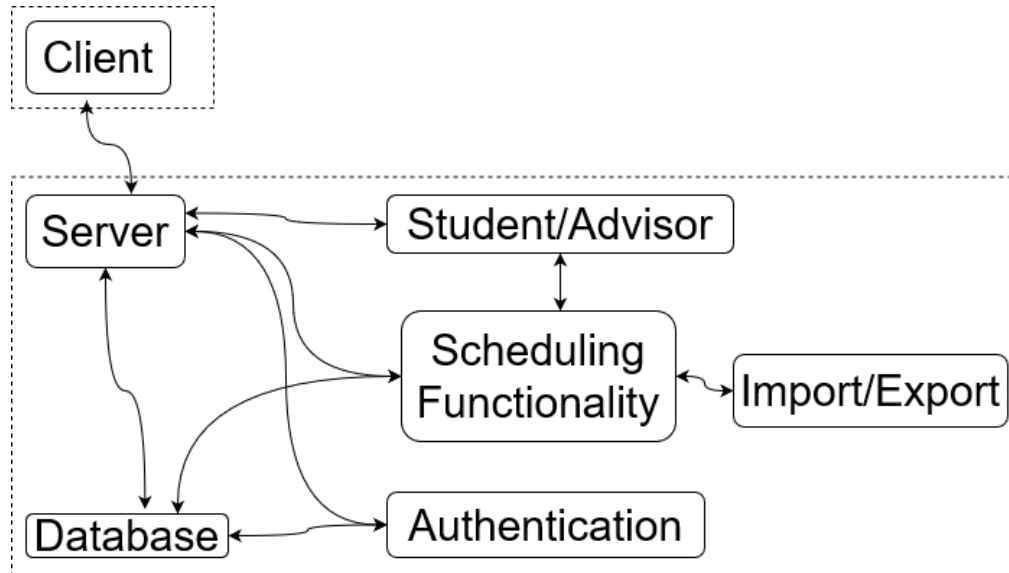 Client
Server
Student/Advisor
Scheduling
Functionality
Import/Export
Database
Authentication